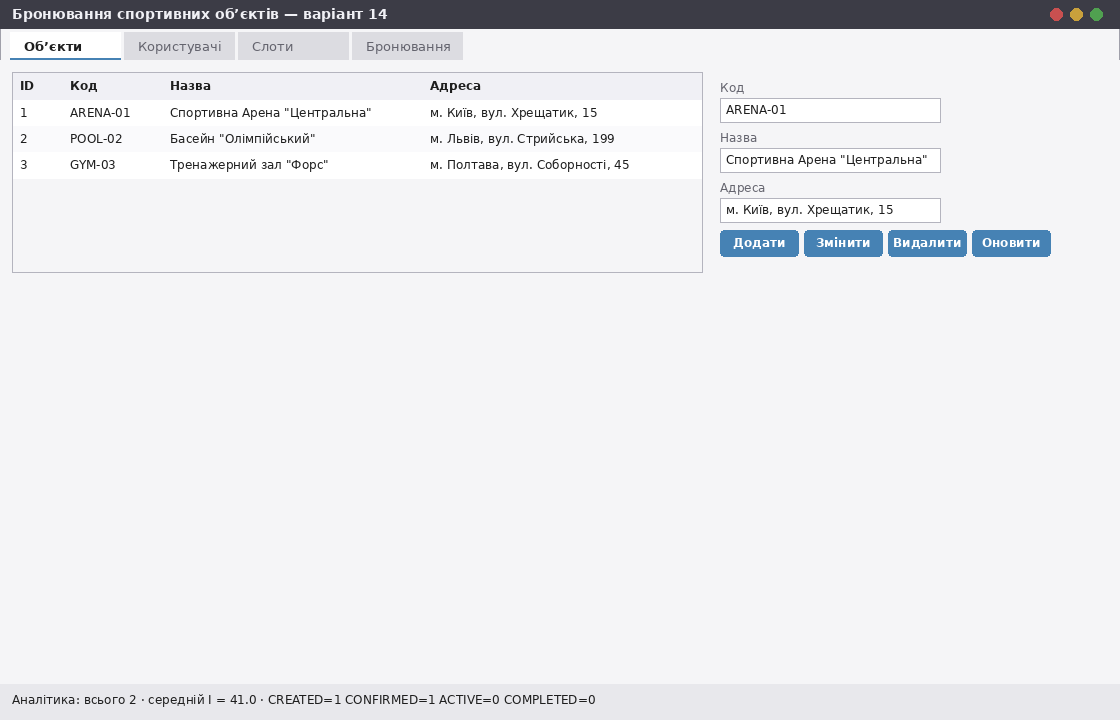 Бронювання спортивних об’єктів — варіант 14
Об’єкти Користувачі Слоти Бронювання
ID Код Назва Адреса
1 ARENA-01 Спортивна Арена "Центральна" м. Київ, вул. Хрещатик, 15
2 POOL-02 Басейн "Олімпійський" м. Львів, вул. Стрийська, 199
3 GYM-03 Тренажерний зал "Форс" м. Полтава, вул. Соборності, 45
Код
ARENA-01
Назва
Спортивна Арена "Центральна"
Адреса
м. Київ, вул. Хрещатик, 15
Додати Змінити Видалити Оновити
Аналітика: всього 2 · середній I = 41.0 · CREATED=1 CONFIRMED=1 ACTIVE=0 COMPLETED=0